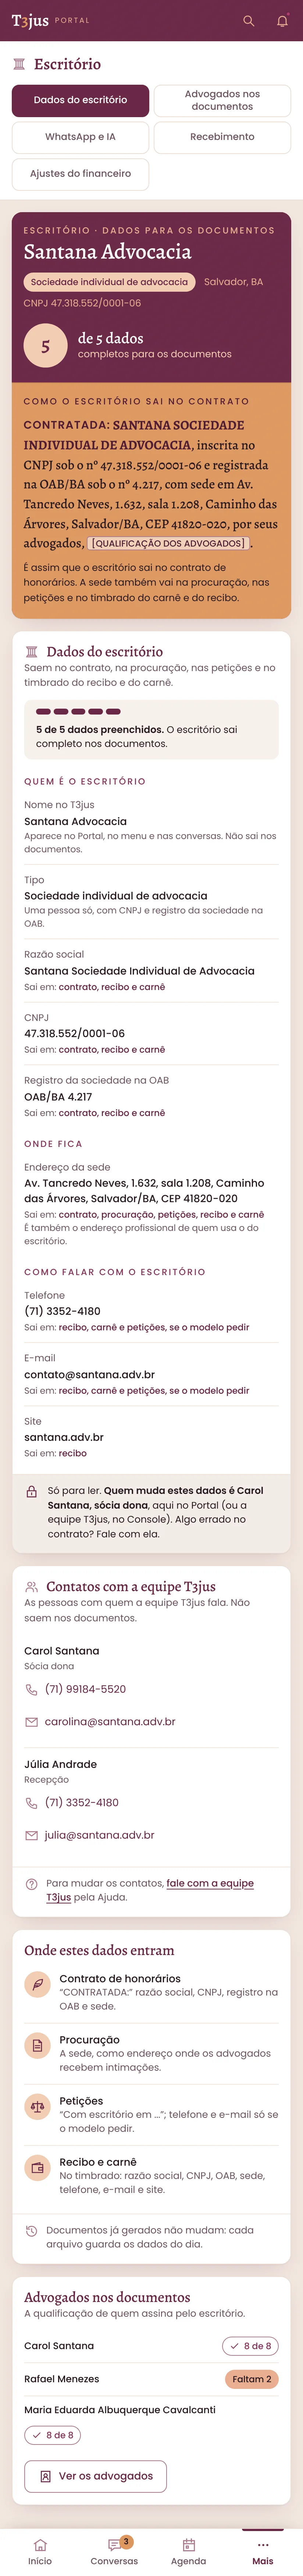 T3jus PORTAL
Escritório
Dados do escritório
Advogados nos
documentos
WhatsApp e IA
Recebimento
Ajustes do financeiro
ESCRITÓRIO · DADOS PARA OS DOCUMENTOS
Santana Advocacia
Sociedade individual de advocacia
Salvador, BA
CNPJ 47.318.552/0001-06
5
de 5 dados
completos para os documentos
COMO O ESCRITÓRIO SAI NO CONTRATO
CONTRATADA: SANTANA SOCIEDADE
INDIVIDUAL DE ADVOCACIA, inscrita no
CNPJ sob o nº 47.318.552/0001-06 e registrada
na OAB/BA sob o nº 4.217, com sede em Av.
Tancredo Neves, 1.632, sala 1.208, Caminho das
Árvores, Salvador/BA, CEP 41820-020, por seus
advogados, [QUALIFICAÇÃO DOS ADVOGADOS].
É assim que o escritório sai no contrato de
honorários. A sede também vai na procuração, nas
petições e no timbrado do carnê e do recibo.
Dados do escritório
Saem no contrato, na procuração, nas petições e no
timbrado do recibo e do carnê.
5 de 5 dados preenchidos. O escritório sai
completo nos documentos.
QUEM É O ESCRITÓRIO
Nome no T3jus
Santana Advocacia
Aparece no Portal, no menu e nas conversas. Não sai nos
documentos.
Tipo
Sociedade individual de advocacia
Uma pessoa só, com CNPJ e registro da sociedade na
OAB.
Razão social
Santana Sociedade Individual de Advocacia
Sai em: contrato, recibo e carnê
CNPJ
47.318.552/0001-06
Sai em: contrato, recibo e carnê
Registro da sociedade na OAB
OAB/BA 4.217
Sai em: contrato, recibo e carnê
ONDE FICA
Endereço da sede
Av. Tancredo Neves, 1.632, sala 1.208, Caminho
das Árvores, Salvador/BA, CEP 41820-020
Sai em: contrato, procuração, petições, recibo e carnê
É também o endereço profissional de quem usa o do
escritório.
COMO FALAR COM O ESCRITÓRIO
Telefone
(71) 3352-4180
Sai em: recibo, carnê e petições, se o modelo pedir
E-mail
contato@santana.adv.br
Sai em: recibo, carnê e petições, se o modelo pedir
Site
santana.adv.br
Sai em: recibo
Só para ler. Quem muda estes dados é Carol
Santana, sócia dona, aqui no Portal (ou a
equipe T3jus, no Console). Algo errado no
contrato? Fale com ela.
Contatos com a equipe T3jus
As pessoas com quem a equipe T3jus fala. Não
saem nos documentos.
Carol Santana
Sócia dona
(71) 99184-5520
carolina@santana.adv.br
Júlia Andrade
Recepção
(71) 3352-4180
julia@santana.adv.br
Para mudar os contatos, fale com a equipe
T3jus pela Ajuda.
Onde estes dados entram
Contrato de honorários
“CONTRATADA:” razão social, CNPJ, registro na
OAB e sede.
Procuração
A sede, como endereço onde os advogados
recebem intimações.
Petições
“Com escritório em ...”; telefone e e-mail só se
o modelo pedir.
Recibo e carnê
No timbrado: razão social, CNPJ, OAB, sede,
telefone, e-mail e site.
Documentos já gerados não mudam: cada
arquivo guarda os dados do dia.
Advogados nos documentos
A qualificação de quem assina pelo escritório.
Carol Santana
8 de 8
Rafael Menezes
Faltam 2
Maria Eduarda Albuquerque Cavalcanti
8 de 8
Ver os advogados
3
Início
Conversas
Agenda
Mais